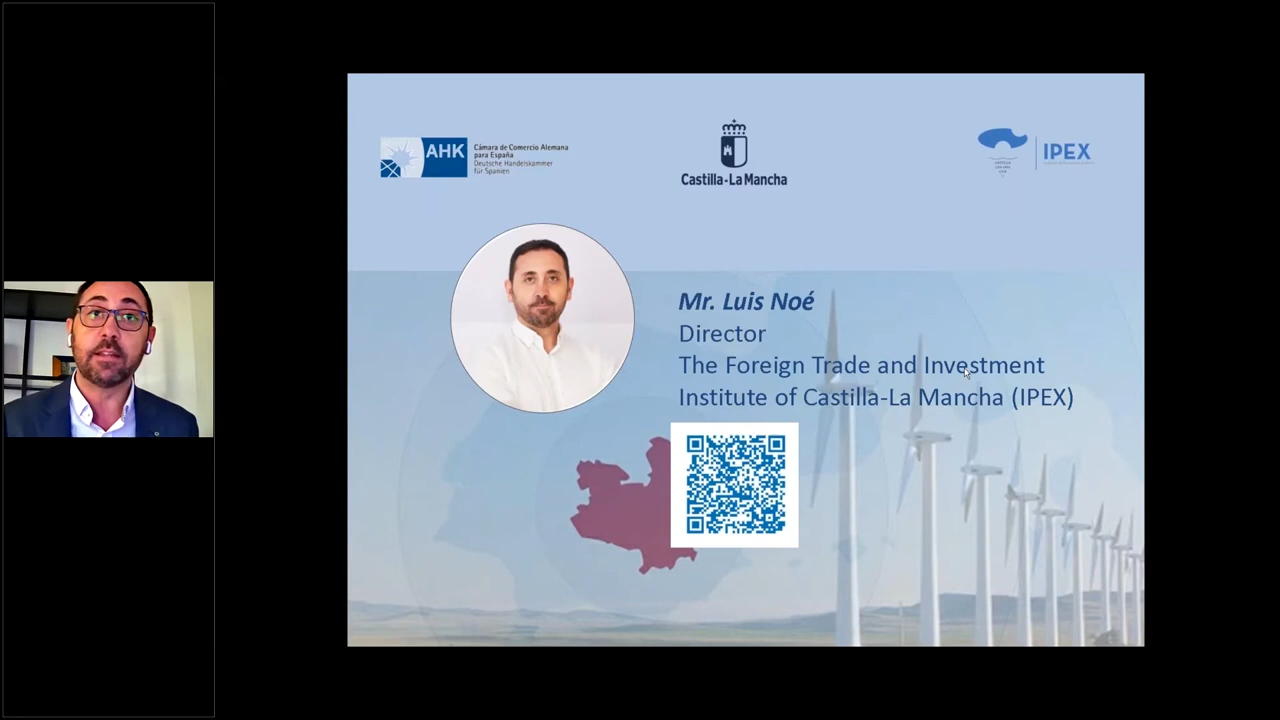 AHK
Cámara de Comercio Alemana
para España
Deutsche Handelskammer
für Spanien
Castilla-La Mancha
IPEX
Mr. Luis Noé
Director
The Foreign Trade and Investment
Institute of Castilla-La Mancha (IPEX)